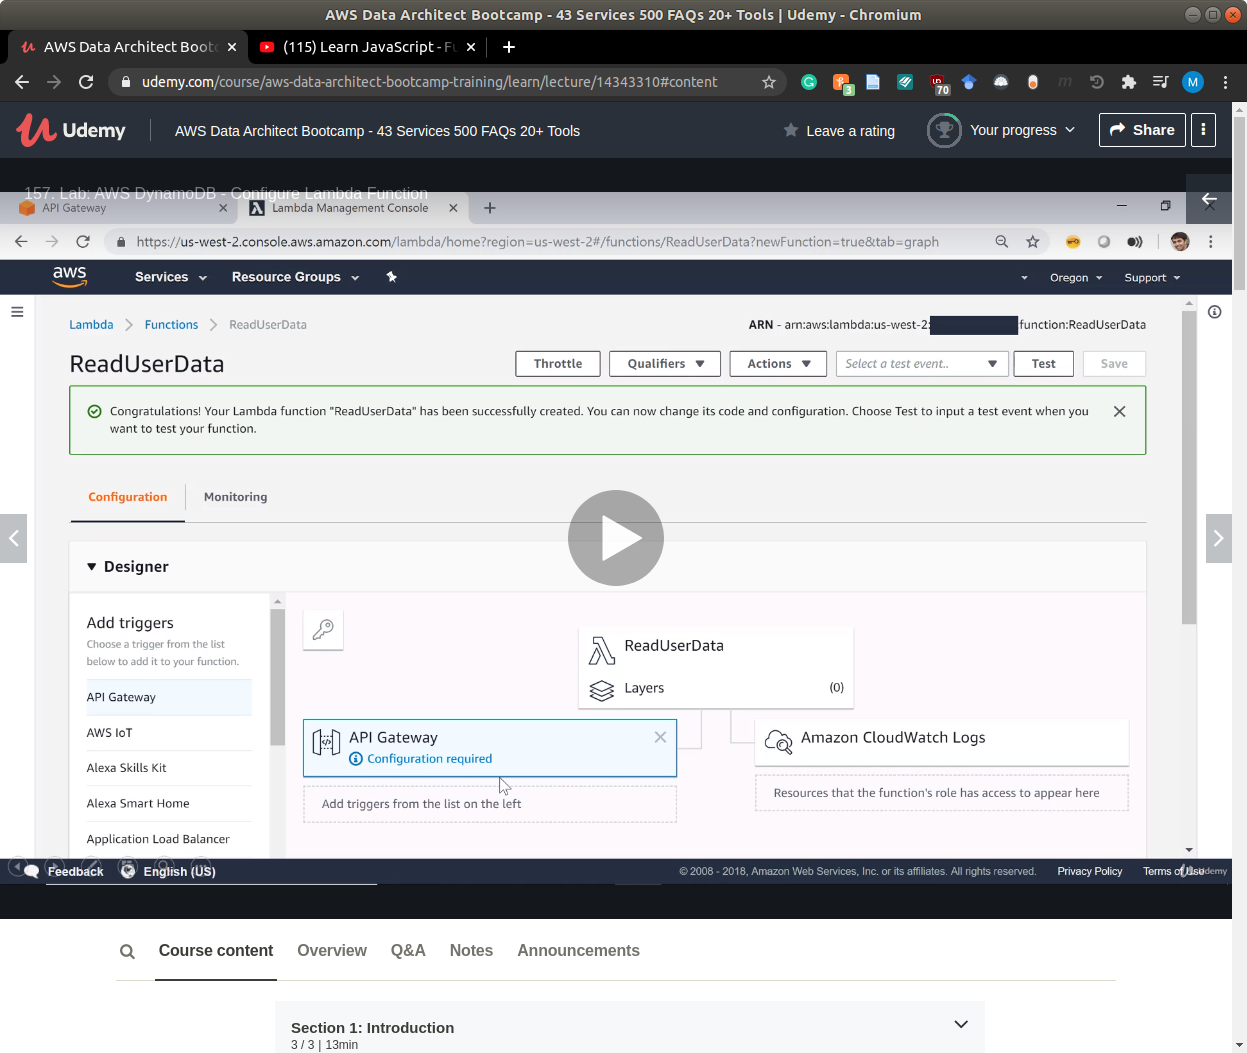 AWS Data Architect Bootcamp - 43 Services 500 FAQs 20+ Tools | Udemy - Chromium
AWS Data Architect Bootc
(115) Learn JavaScript - Fu
udemy.com/course/aws-data-architect-bootcamp-training/learn/lecture/14343310#content
3
70
M
Udemy
AWS Data Architect Bootcamp - 43 Services 500 FAQs 20+ Tools
Leave a rating
Your progress
Share
157. Lab: AWS DynamoDB - Configure Lambda Function
API Gateway
Lambda Management Console
https://us-west-2.console.aws.amazon.com/lambda/home?region=us-west-2#/functions/ReadUserData?newFunction=true&tab=graph
aws
Services
Resource Groups
Oregon
Support
Lambda
Functions
ReadUserData
ARN - arn:aws:lambda:us-west-2:
:function:ReadUserData
ReadUserData
Throttle
Qualifiers
Actions
Select a test event..
Test
Save
Congratulations! Your Lambda function "ReadUserData" has been successfully created. You can now change its code and configuration. Choose Test to input a test event when you
want to test your function.
Configuration
Monitoring
Designer
Add triggers
Choose a trigger from the list
below to add it to your function.
API Gateway
AWS IoT
Alexa Skills Kit
Alexa Smart Home
Application Load Balancer
ReadUserData
Layers
(0)
API Gateway
Configuration required
Add triggers from the list on the left
Amazon CloudWatch Logs
Resources that the function's role has access to appear here
Feedback
English (US)
© 2008 - 2018, Amazon Web Services, Inc. or its affiliates. All rights reserved.
Privacy Policy
Terms of Use
Udemy
Course content
Overview
Q&A
Notes
Announcements
Section 1: Introduction
3 / 3 | 13min